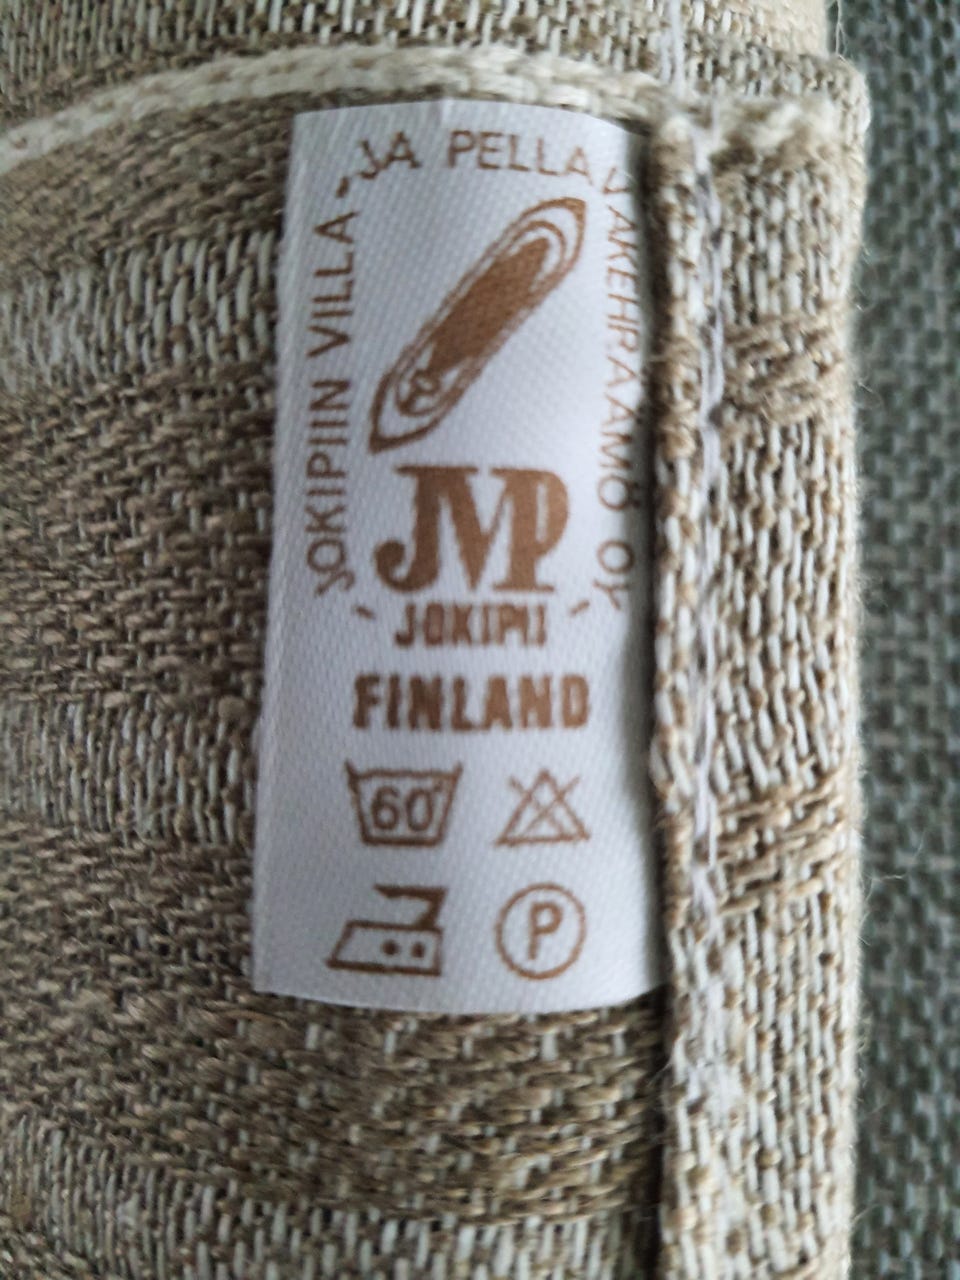 JOKIPIIN VILLA- JA PELLAVAKEHRÄÄMÖ OY
JVP
JOKIPII
FINLAND
60
P